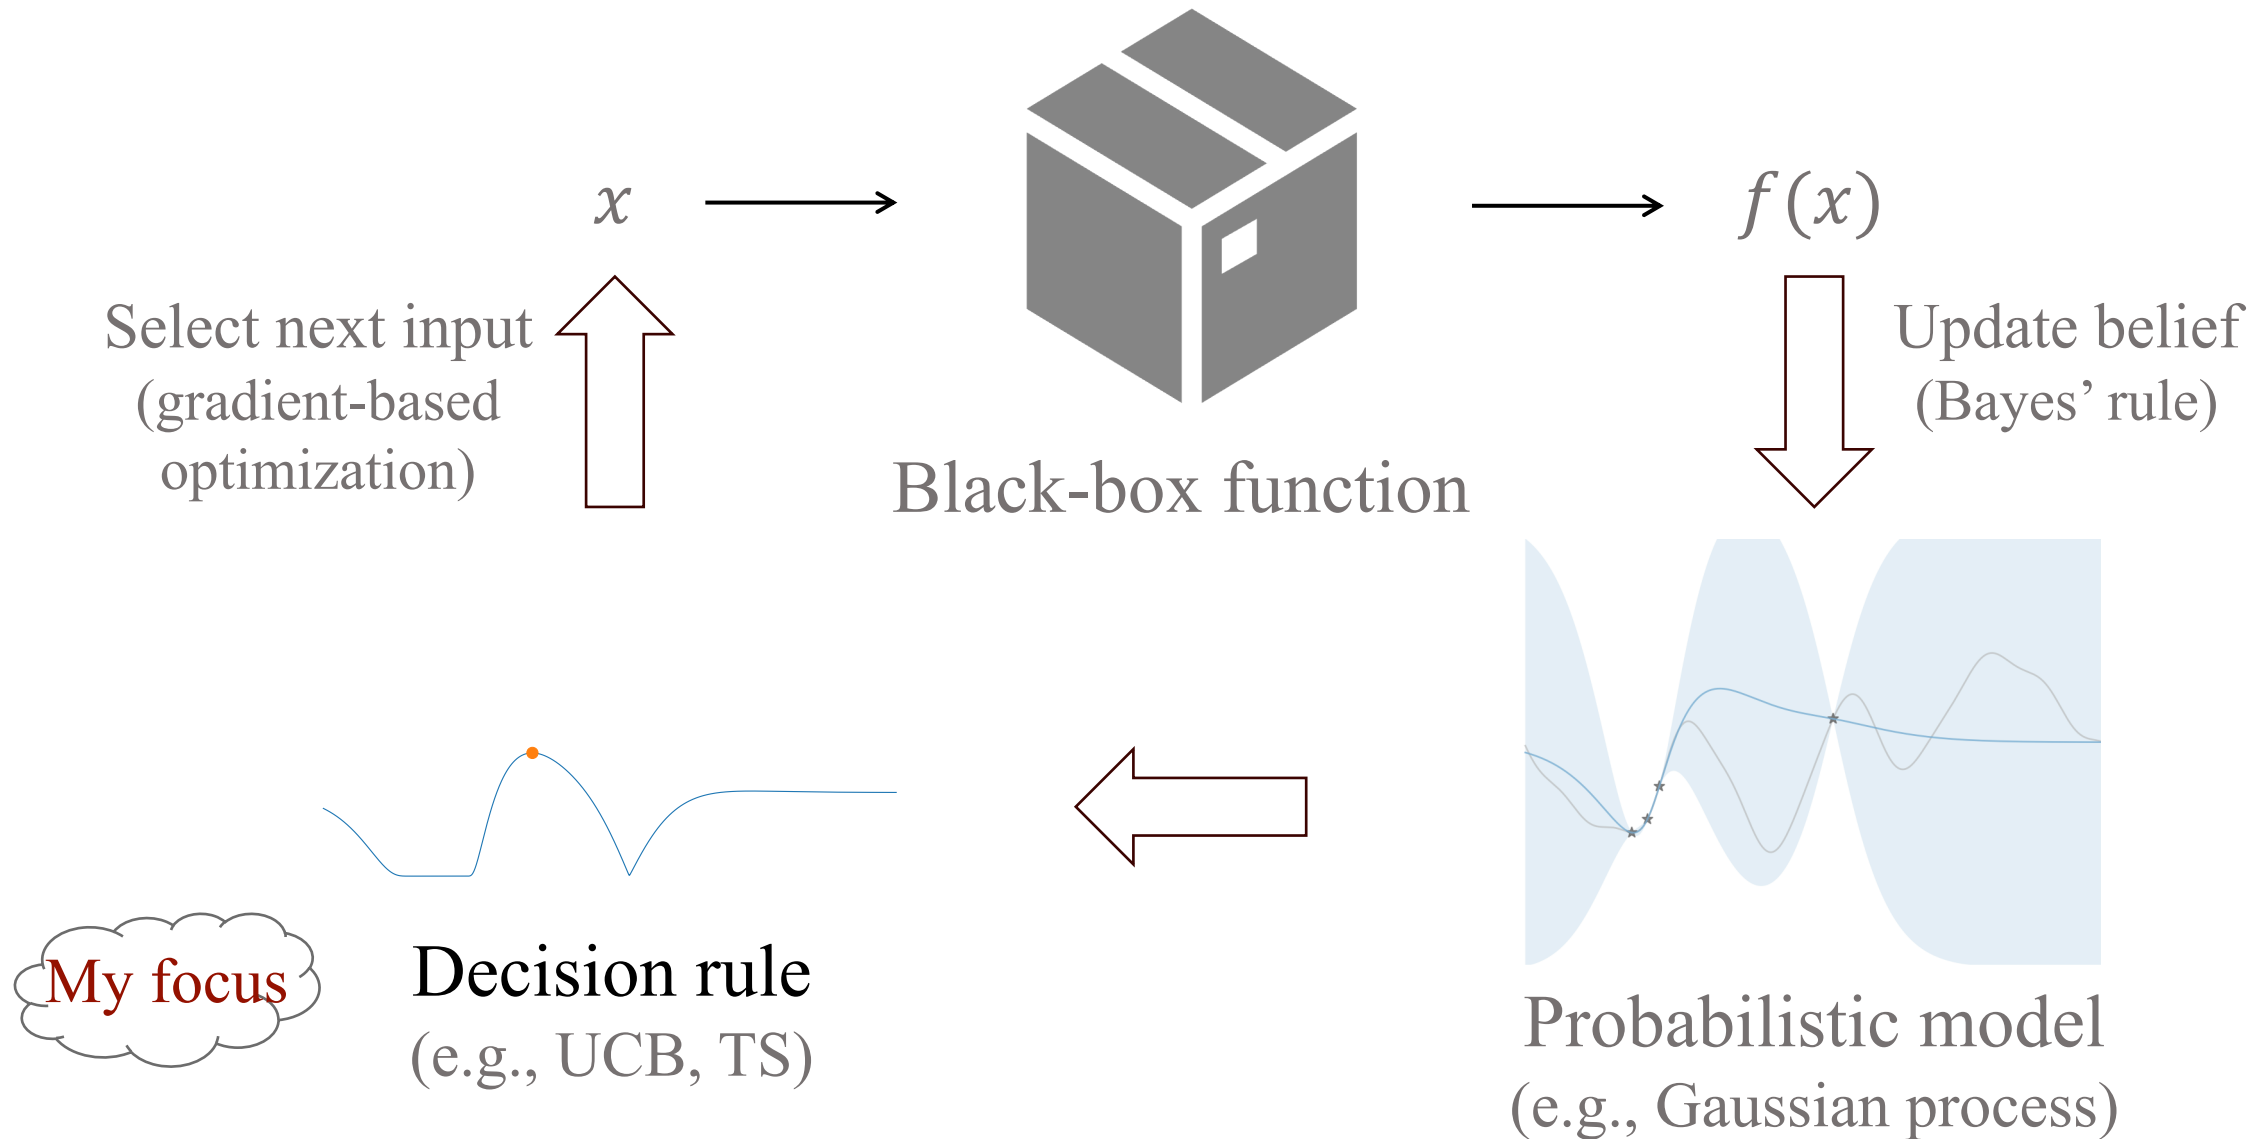 x
f(x)
Select next input
(gradient-based
optimization)
Black-box function
Update belief
(Bayes’ rule)
My focus
Decision rule
(e.g., UCB, TS)
Probabilistic model
(e.g., Gaussian process)